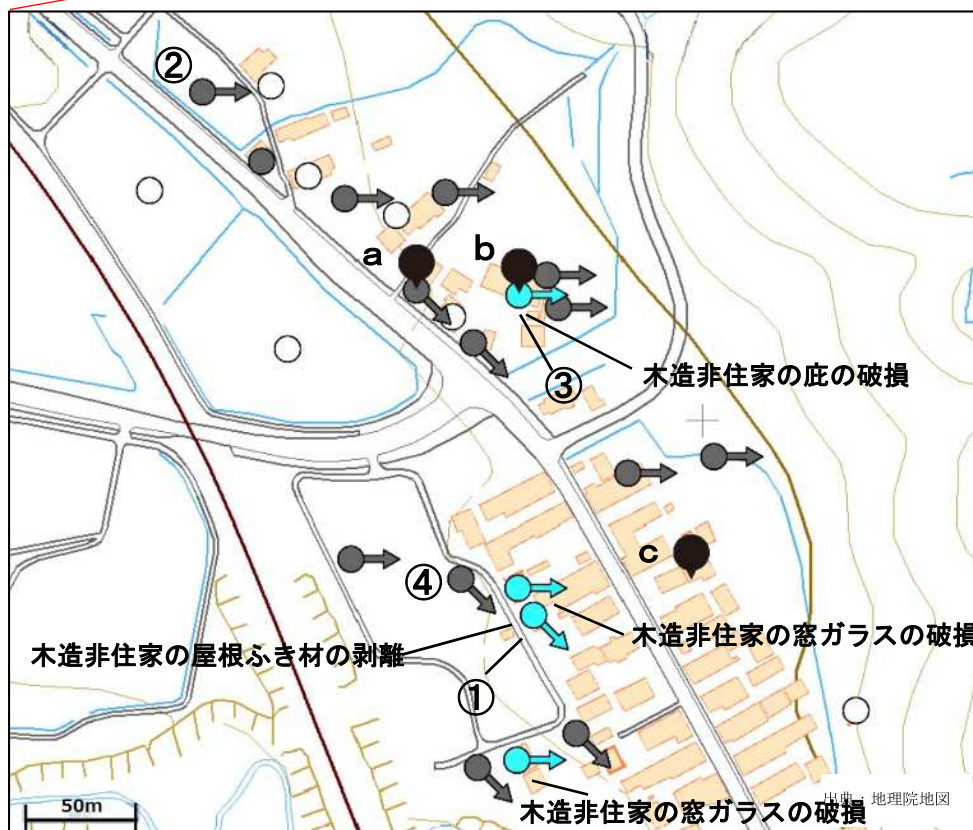 ②
a
b
③
木造非住家の庇の破損
c
④
木造非住家の窓ガラスの破損
木造非住家の屋根ふき材の剥離
①
50m
木造非住家の窓ガラスの破損
出典：地理院地図